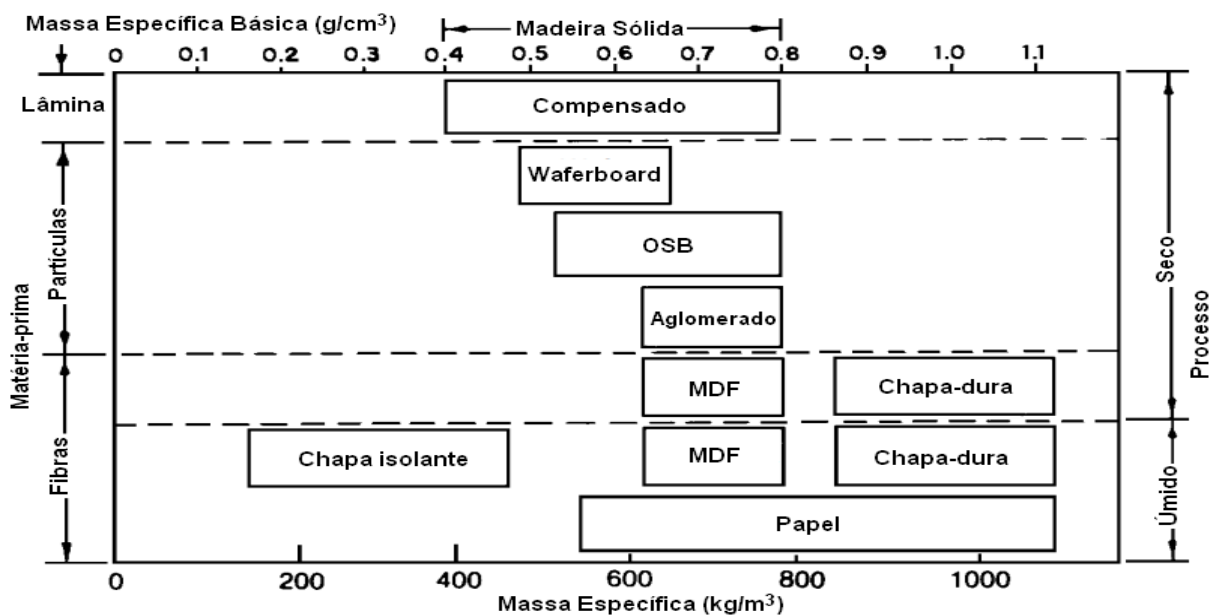 Massa Específica Básica (g/cm³)
Madeira Sólida
0 0.1 0.2 0.3 0.4 0.5 0.6 0.7 0.8 0.9 1.0 1.1
Lâmina
Compensado
Matéria-prima
Partículas
Waferboard
OSB
Aglomerado
Seco
Processo
Fibras
MDF
Chapa-dura
Chapa isolante
MDF
Chapa-dura
Papel
Úmido
0 200 400 600 800 1000
Massa Específica (kg/m³)